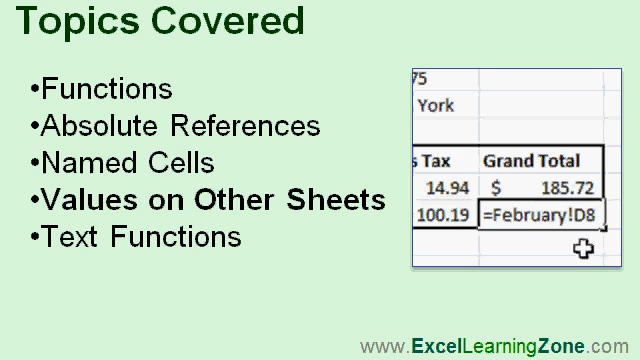 Topics Covered
•Functions
•Absolute References
•Named Cells
•Values on Other Sheets
•Text Functions
75
York
s Tax Grand Total
14.94 $ 185.72
100.19 =February!D8
www.ExcelLearningZone.com